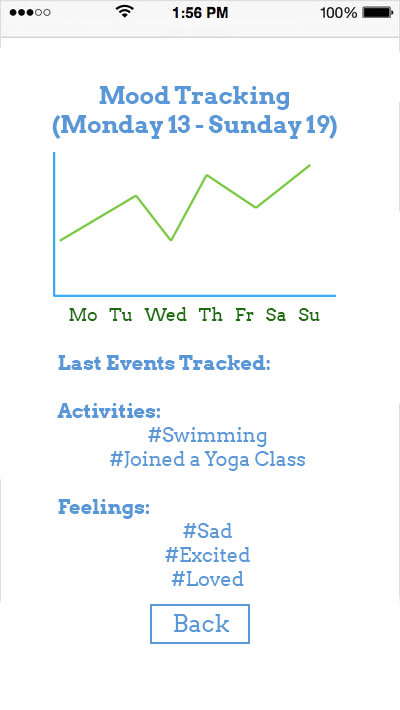 1:56 PM 100%
Mood Tracking
(Monday 13 - Sunday 19)
Mo Tu Wed Th Fr Sa Su
Last Events Tracked:
Activities:
#Swimming
#Joined a Yoga Class
Feelings:
#Sad
#Excited
#Loved
Back